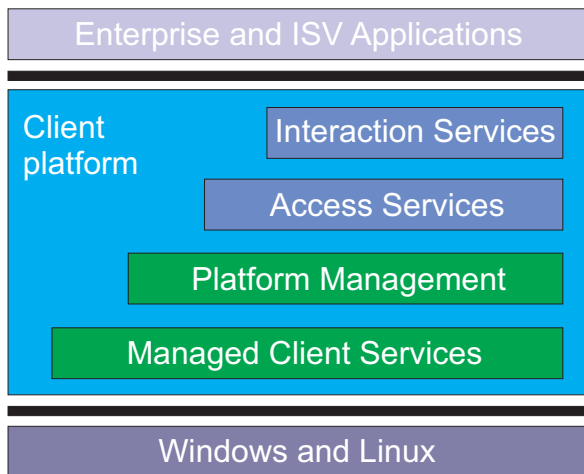 Enterprise and ISV Applications
Client
platform
Interaction Services
Access Services
Platform Management
Managed Client Services
Windows and Linux